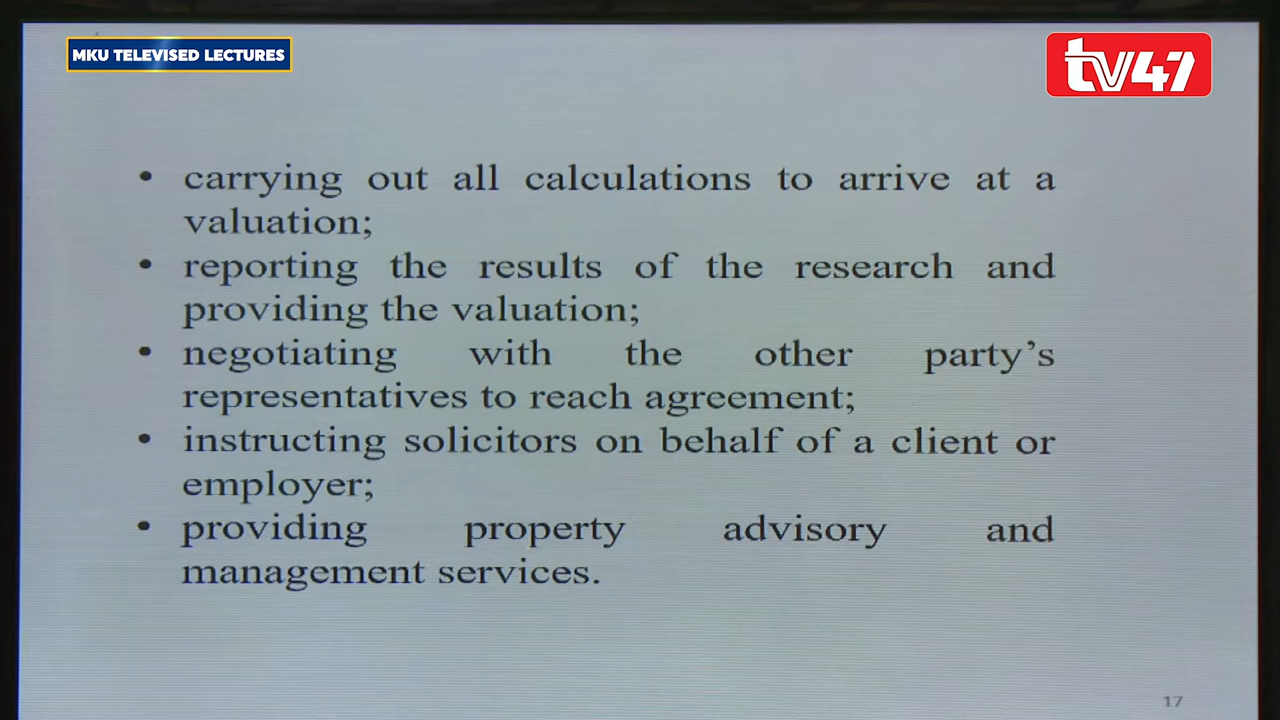 MKU TELEVISED LECTURES
tv47
• carrying out all calculations to arrive at a
valuation;
• reporting the results of the research and
providing the valuation;
• negotiating with the other party’s
representatives to reach agreement;
• instructing solicitors on behalf of a client or
employer;
• providing property advisory and
management services.
17